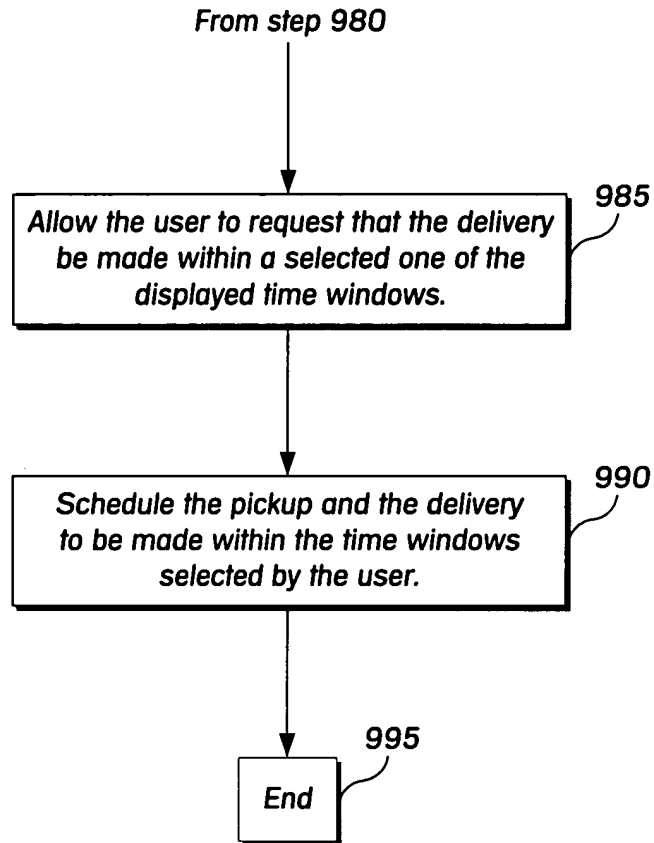 From step 980
985
Allow the user to request that the delivery
be made within a selected one of the
displayed time windows.
990
Schedule the pickup and the delivery
to be made within the time windows
selected by the user.
995
End